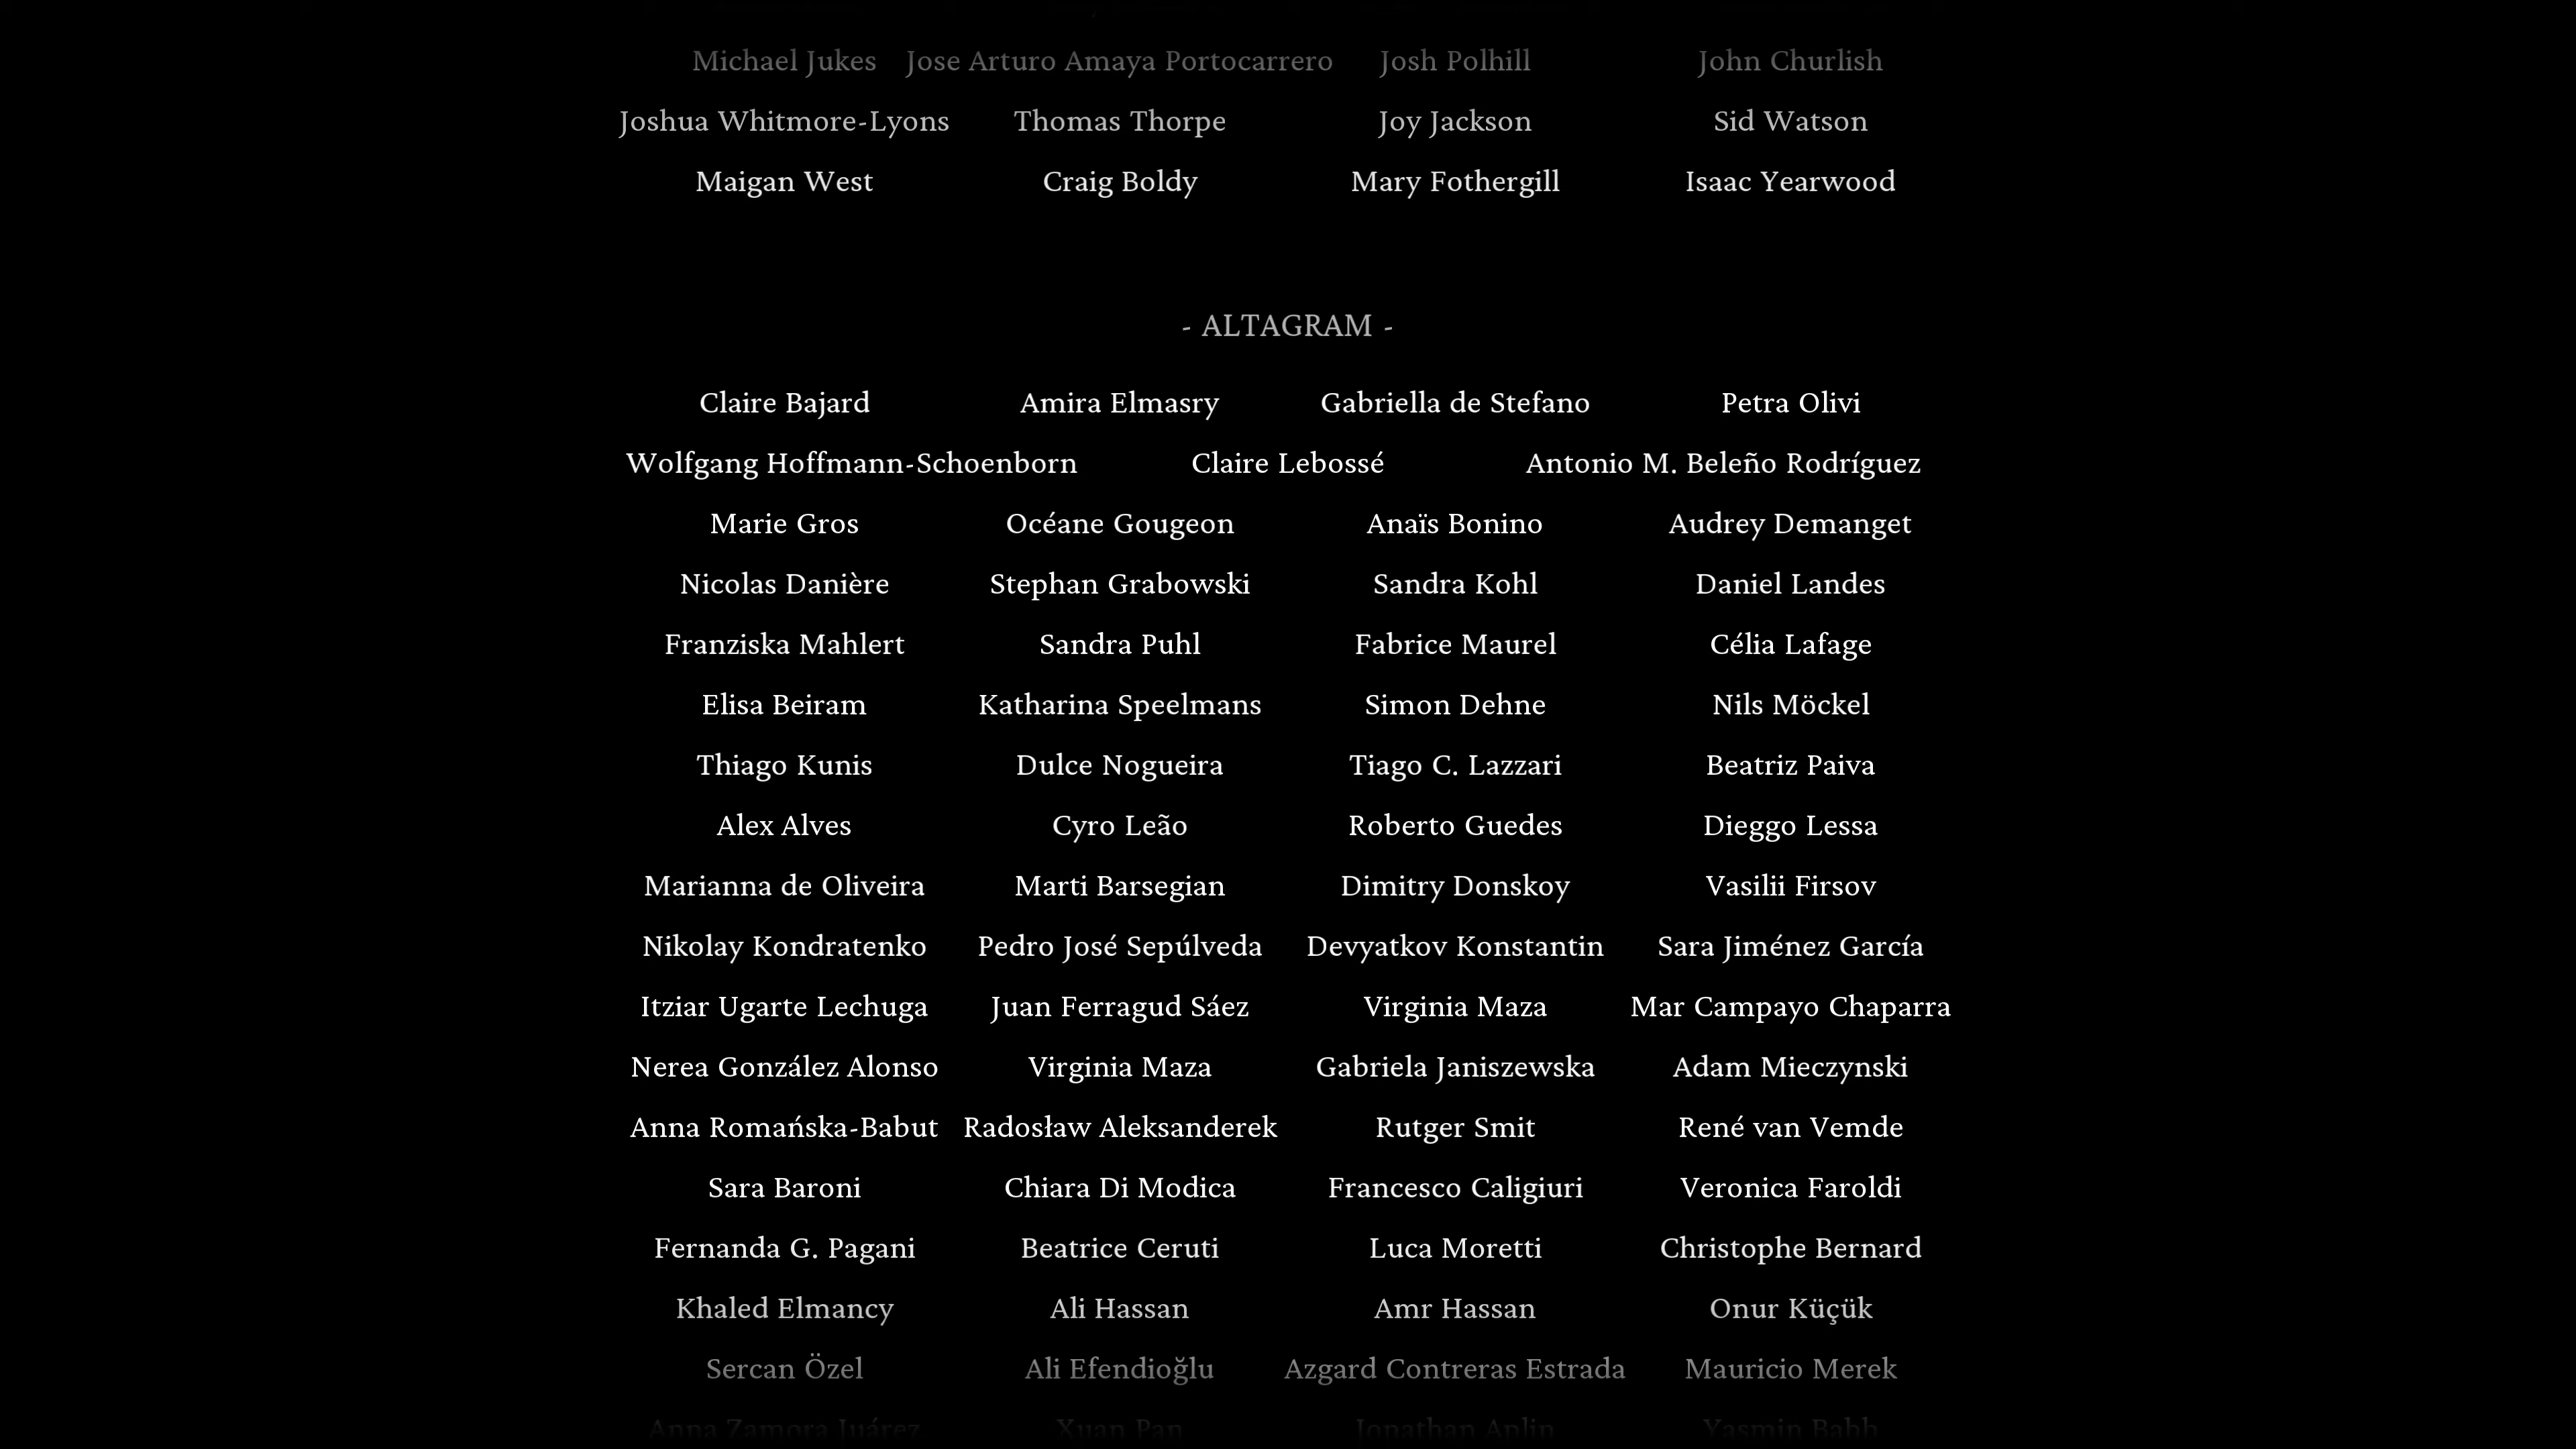 Michael Jukes Jose Arturo Amaya Portocarrero Josh Polhill John Churlish
Joshua Whitmore-Lyons Thomas Thorpe Joy Jackson Sid Watson
Maigan West Craig Boldy Mary Fothergill Isaac Yearwood
- ALTAGRAM -
Claire Bajard Amira Elmasry Gabriella de Stefano Petra Olivi
Wolfgang Hoffmann-Schoenborn Claire Lebossé Antonio M. Beleño Rodríguez
Marie Gros Océane Gougeon Anaïs Bonino Audrey Demanget
Nicolas Danière Stephan Grabowski Sandra Kohl Daniel Landes
Franziska Mahlert Sandra Puhl Fabrice Maurel Célia Lafage
Elisa Beiram Katharina Speelmans Simon Dehne Nils Möckel
Thiago Kunis Dulce Nogueira Tiago C. Lazzari Beatriz Paiva
Alex Alves Cyro Leão Roberto Guedes Dieggo Lessa
Marianna de Oliveira Marti Barsegian Dimitry Donskoy Vasilii Firsov
Nikolay Kondratenko Pedro José Sepúlveda Devyatkov Konstantin Sara Jiménez García
Itziar Ugarte Lechuga Juan Ferragud Sáez Virginia Maza Mar Campayo Chaparra
Nerea González Alonso Virginia Maza Gabriela Janiszewska Adam Mieczynski
Anna Romańska-Babut Radosław Aleksanderek Rutger Smit René van Vemde
Sara Baroni Chiara Di Modica Francesco Caligiuri Veronica Faroldi
Fernanda G. Pagani Beatrice Ceruti Luca Moretti Christophe Bernard
Khaled Elmancy Ali Hassan Amr Hassan Onur Küçük
Sercan Özel Ali Efendioğlu Azgard Contreras Estrada Mauricio Merek
Anna Zamora Juárez Xuan Pan Jonathan Aplin Yasmin Babb